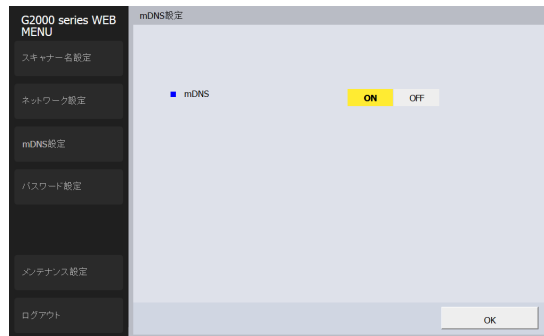 G2000 series WEB
MENU
スキャナー名設定
ネットワーク設定
mDNS設定
パスワード設定
メンテナンス設定
ログアウト
mDNS設定
mDNS
ON
OFF
OK